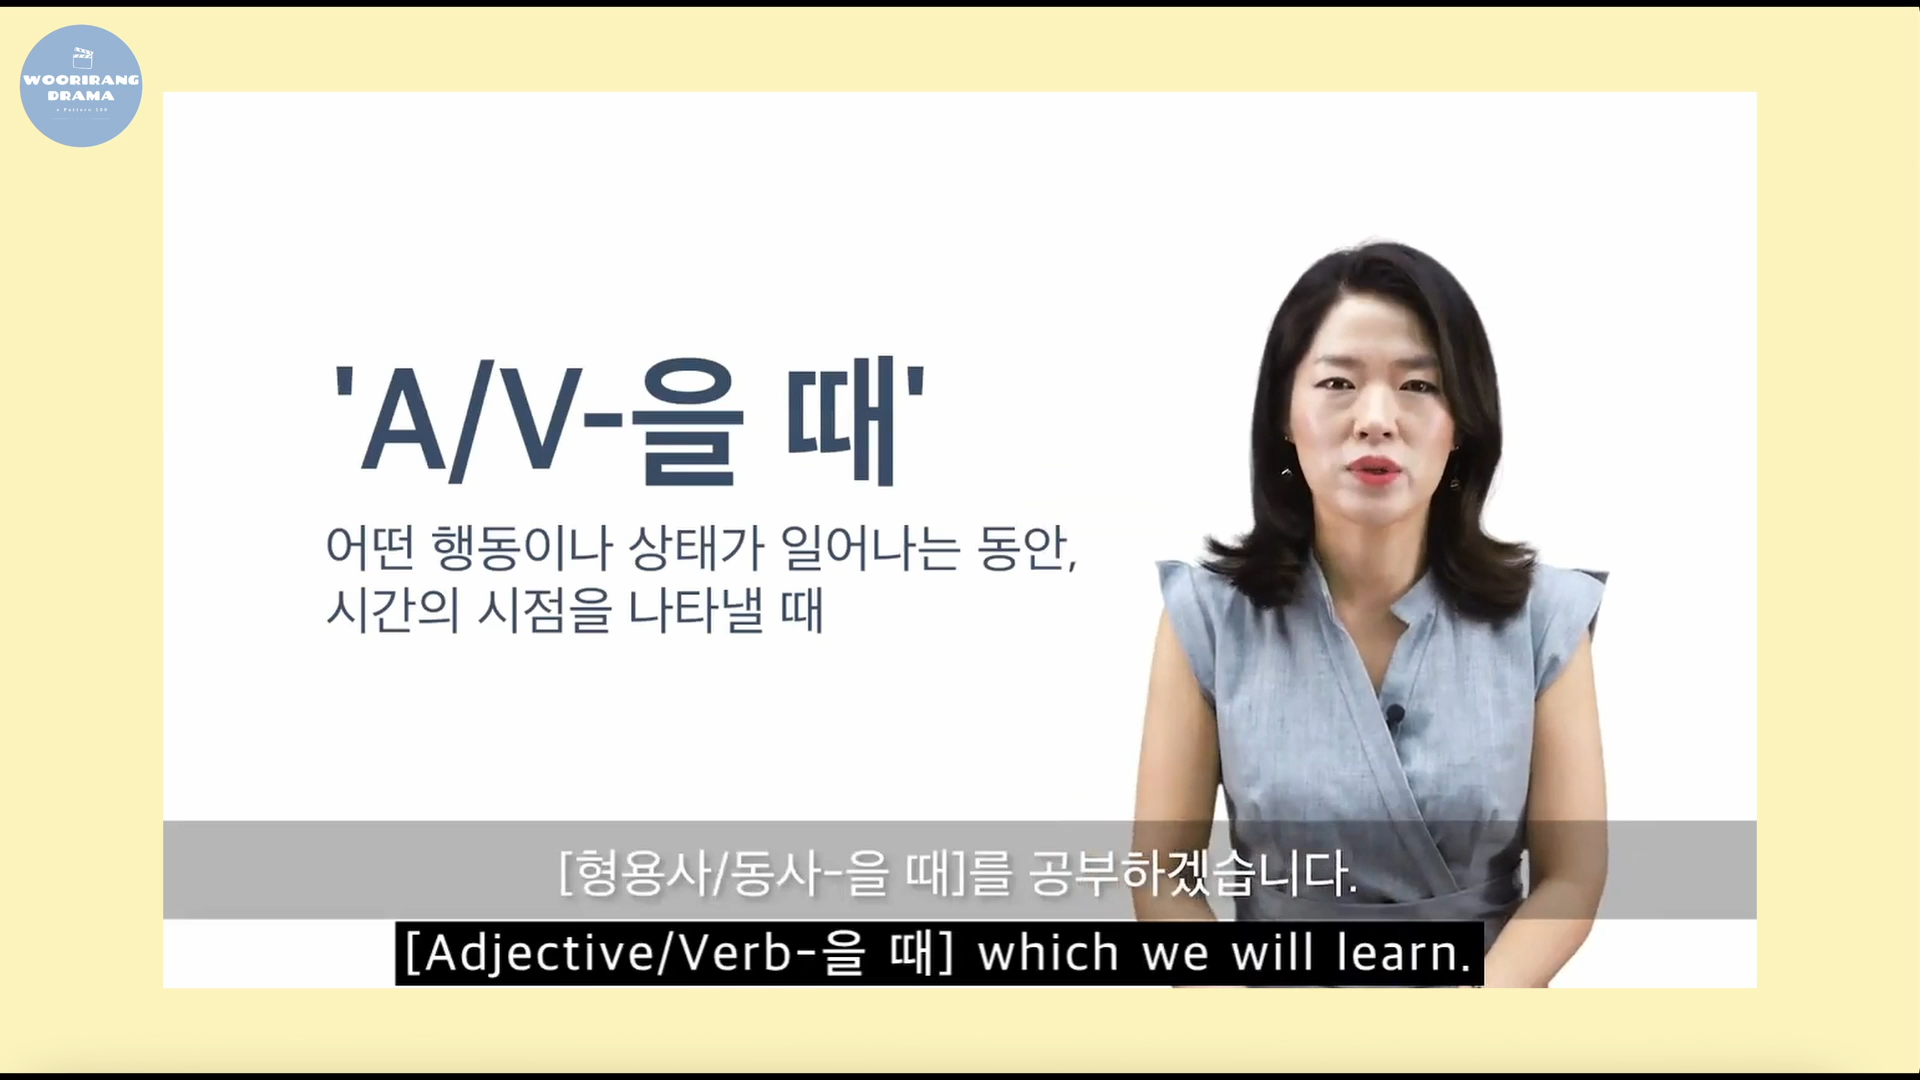 WOORIRANG
DRAMA
'A/V-을 때'
어떤 행동이나 상태가 일어나는 동안,
시간의 시점을 나타낼 때
[형용사/동사-을 때]를 공부하겠습니다.
[Adjective/Verb-을 때] which we will learn.